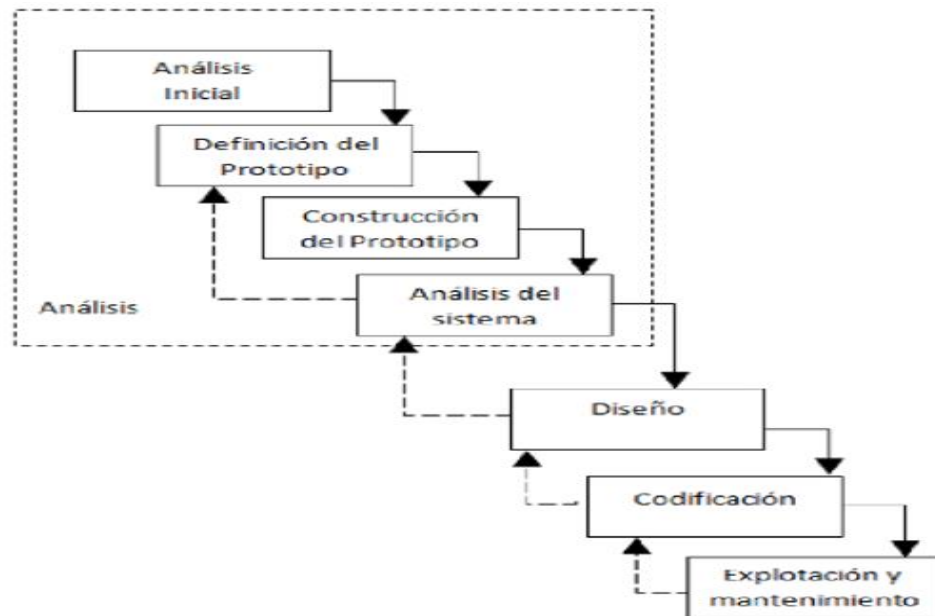 Análisis
Inicial
Definición del
Prototipo
Construcción
del Prototipo
Análisis del
sistema
Análisis
Diseño
Codificación
Explotación y
mantenimiento